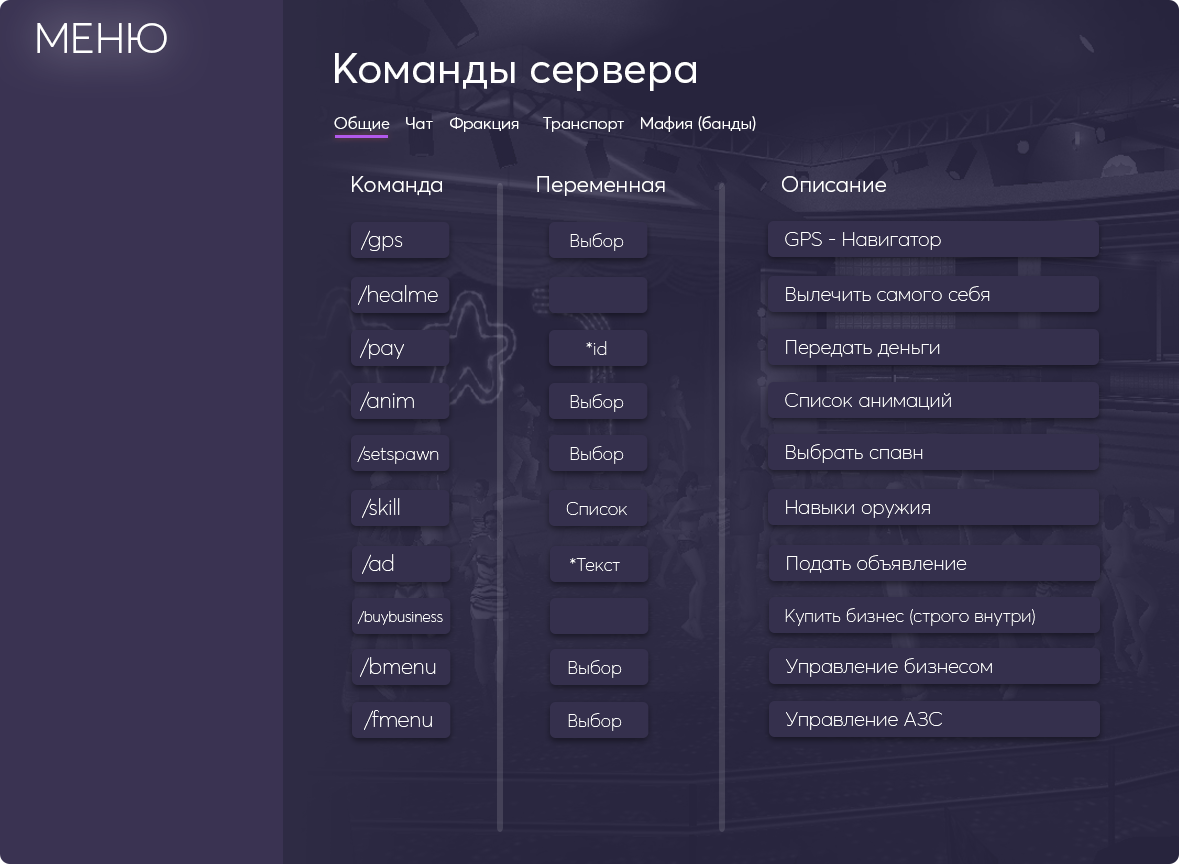 МЕНЮ
Команды сервера
Общие Чат Фракция Транспорт Мафия (банды)
Команда Переменная Описание
/gps Выбор GPS - Навигатор
/healme Вылечить самого себя
/pay *id Передать деньги
/anim Выбор Список анимаций
/setspawn Выбор Выбрать спавн
/skill Список Навыки оружия
/ad *Текст Подать объявление
/buybusiness Купить бизнес (строго внутри)
/bmenu Выбор Управление бизнесом
/fmenu Выбор Управление АЗС